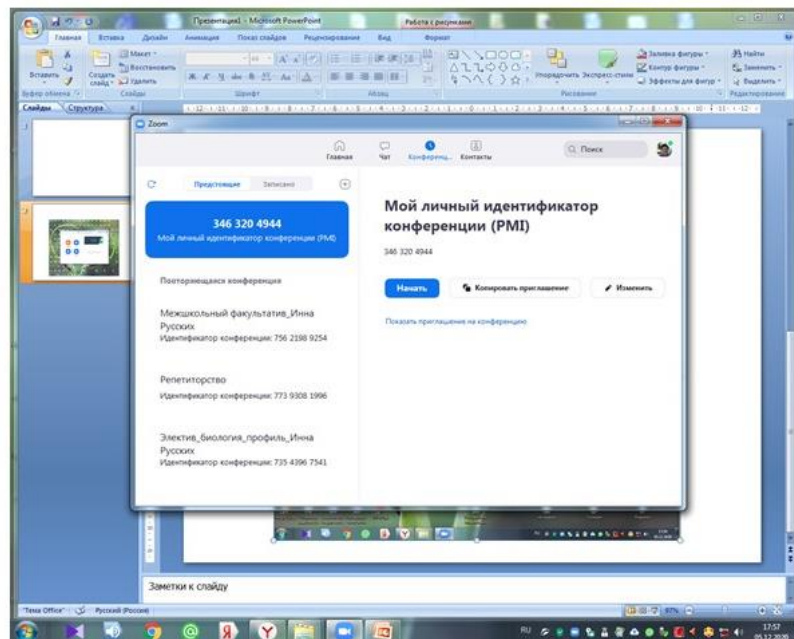 Презентация1 - Microsoft PowerPoint
Работа с рисунками
Главная Вставка Дизайн Анимация Показ слайдов Рецензирование Вид Формат
Вставить
Создать слайд
Макет
Восстановить
Удалить
Упорядочить Экспресс-стили
Заливка фигуры
Контур фигуры
Эффекты для фигур
Найти
Заменить
Выделить
Буфер обмена Слайды Шрифт Абзац Рисование Редактирование
Слайды Структура
Zoom
Главная Чат Конференц... Контакты Поиск
Предстоящие Записано
346 320 4944
Мой личный идентификатор конференции (PMI)
Повторяющаяся конференция
Межшкольный факультатив_Инна
Русских
Идентификатор конференции: 756 2198 9254
Репетиторство
Идентификатор конференции: 773 9308 1996
Электив_биология_профиль_Инна
Русских
Идентификатор конференции: 735 4396 7541
Мой личный идентификатор
конференции (PMI)
346 320 4944
Начать Копировать приглашение Изменить
Показать приглашение на конференцию
Заметки к слайду
"Тема Office" Русский (Россия) 87%
RU 17:57
05.12.2020